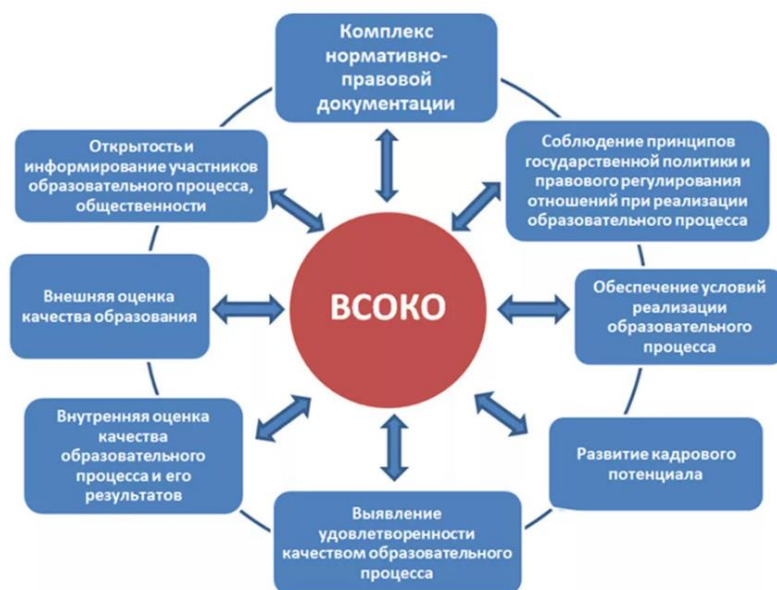 Комплекс
нормативно-
правовой
документации
Открытость и
информирование участников
образовательного процесса,
общественности
Соблюдение принципов
государственной политики и
правового регулирования
отношений при реализации
образовательного процесса
ВСОКО
Внешняя оценка
качества образования
Обеспечение условий
реализации
образовательного
процесса
Внутренняя оценка
качества
образовательного
процесса и его
результатов
Развитие кадрового
потенциала
Выявление
удовлетворенности
качеством образовательного
процесса